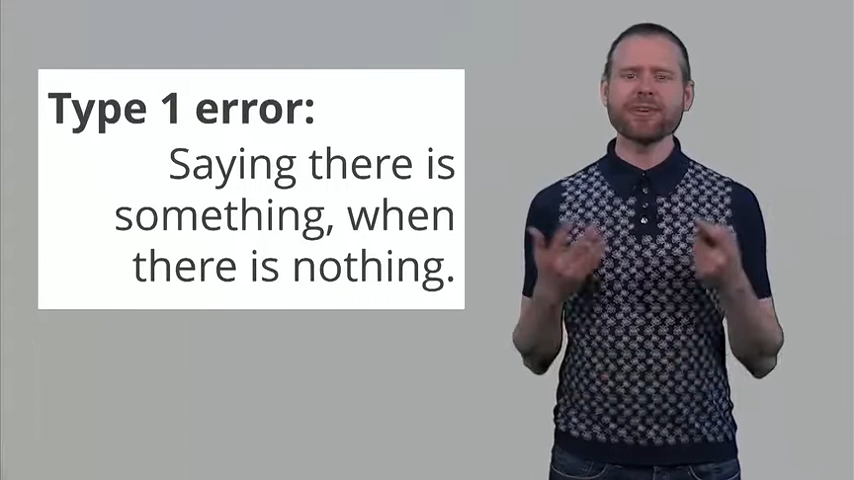 Type 1 error:
Saying there is
something, when
there is nothing.